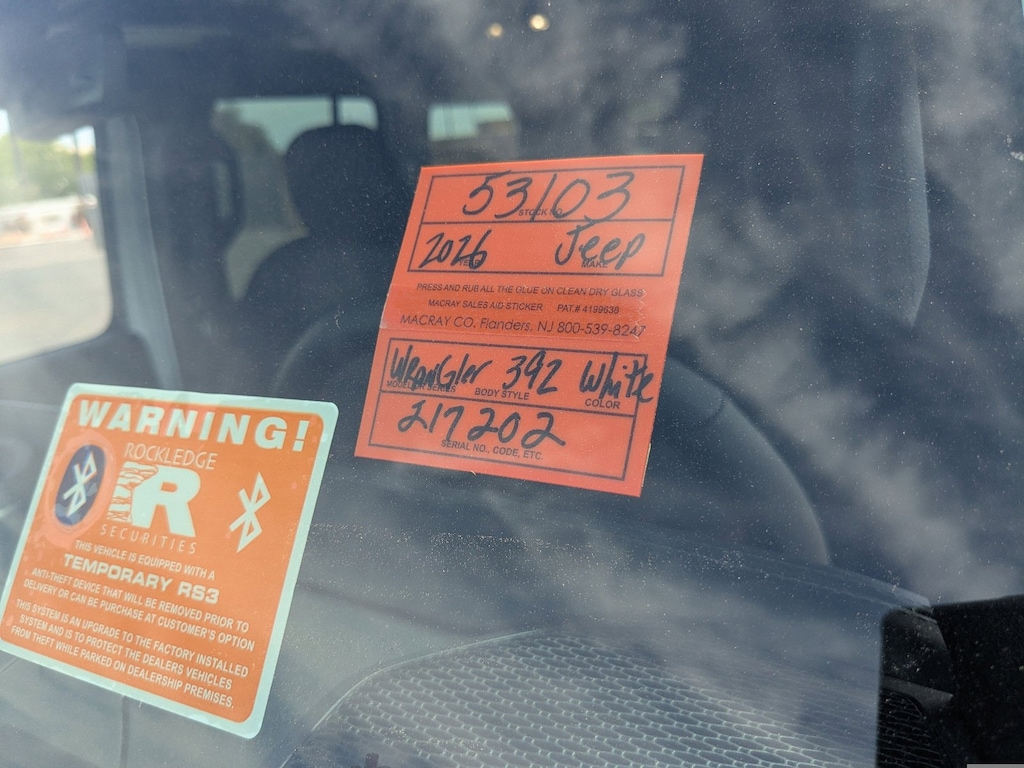 53103
STOCK NO.
2026 Jeep
YEAR MAKE
PRESS AND RUB ALL THE GLUE ON CLEAN DRY GLASS
MACRAY SALES AID STICKER PAT.# 4199638
MACRAY CO. Flanders, NJ 800-539-8247
Wrangler 392 White
MODEL OR SERIES BODY STYLE COLOR
217202
SERIAL NO., CODE, ETC.
WARNING!
ROCKLEDGE
R
SECURITIES
THIS VEHICLE IS EQUIPPED WITH A
TEMPORARY RS3
ANTI-THEFT DEVICE THAT WILL BE REMOVED PRIOR TO
DELIVERY OR CAN BE PURCHASE AT CUSTOMER'S OPTION
THIS SYSTEM IS AN UPGRADE TO THE FACTORY INSTALLED
SYSTEM AND IS TO PROTECT THE DEALERS VEHICLES
FROM THEFT WHILE PARKED ON DEALERSHIP PREMISES.